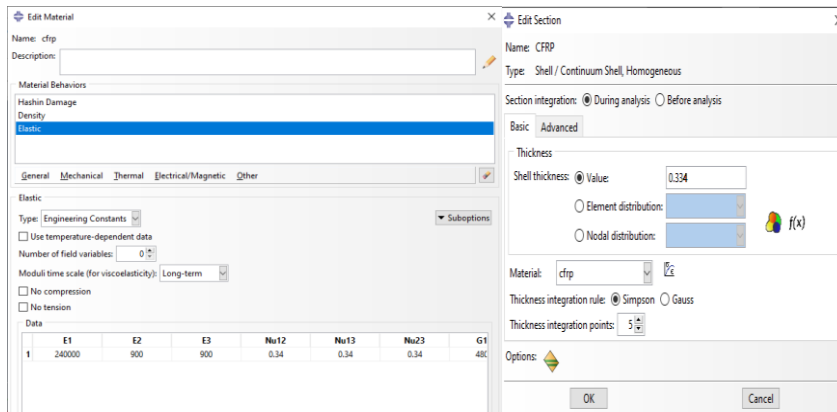 Edit Material
Name: cfrp
Description:
Material Behaviors
Hashin Damage
Density
Elastic
General Mechanical Thermal Electrical/Magnetic Other
Elastic
Type: Engineering Constants
Suboptions
Use temperature-dependent data
Number of field variables: 0
Moduli time scale (for viscoelasticity): Long-term
No compression
No tension
Data
E1 E2 E3 Nu12 Nu13 Nu23 G1
1 240000 900 900 0.34 0.34 0.34 480
Edit Section
Name: CFRP
Type: Shell / Continuum Shell, Homogeneous
Section integration: During analysis Before analysis
Basic Advanced
Thickness
Shell thickness: Value: 0.334
Element distribution:
Nodal distribution:
f(x)
Material: cfrp
Thickness integration rule: Simpson Gauss
Thickness integration points: 5
Options:
OK Cancel